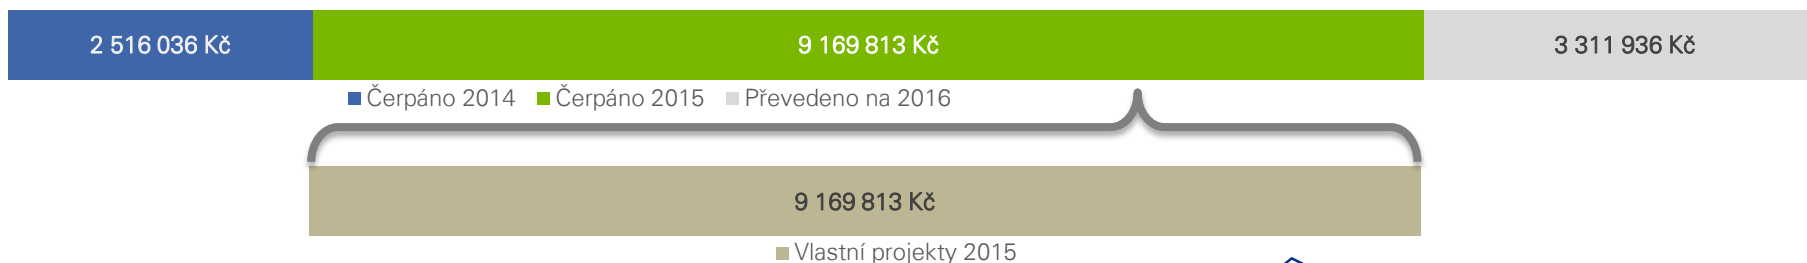 2 516 036 Kč 9 169 813 Kč 3 311 936 Kč
Čerpáno 2014 Čerpáno 2015 Převedeno na 2016
9 169 813 Kč
Vlastní projekty 2015